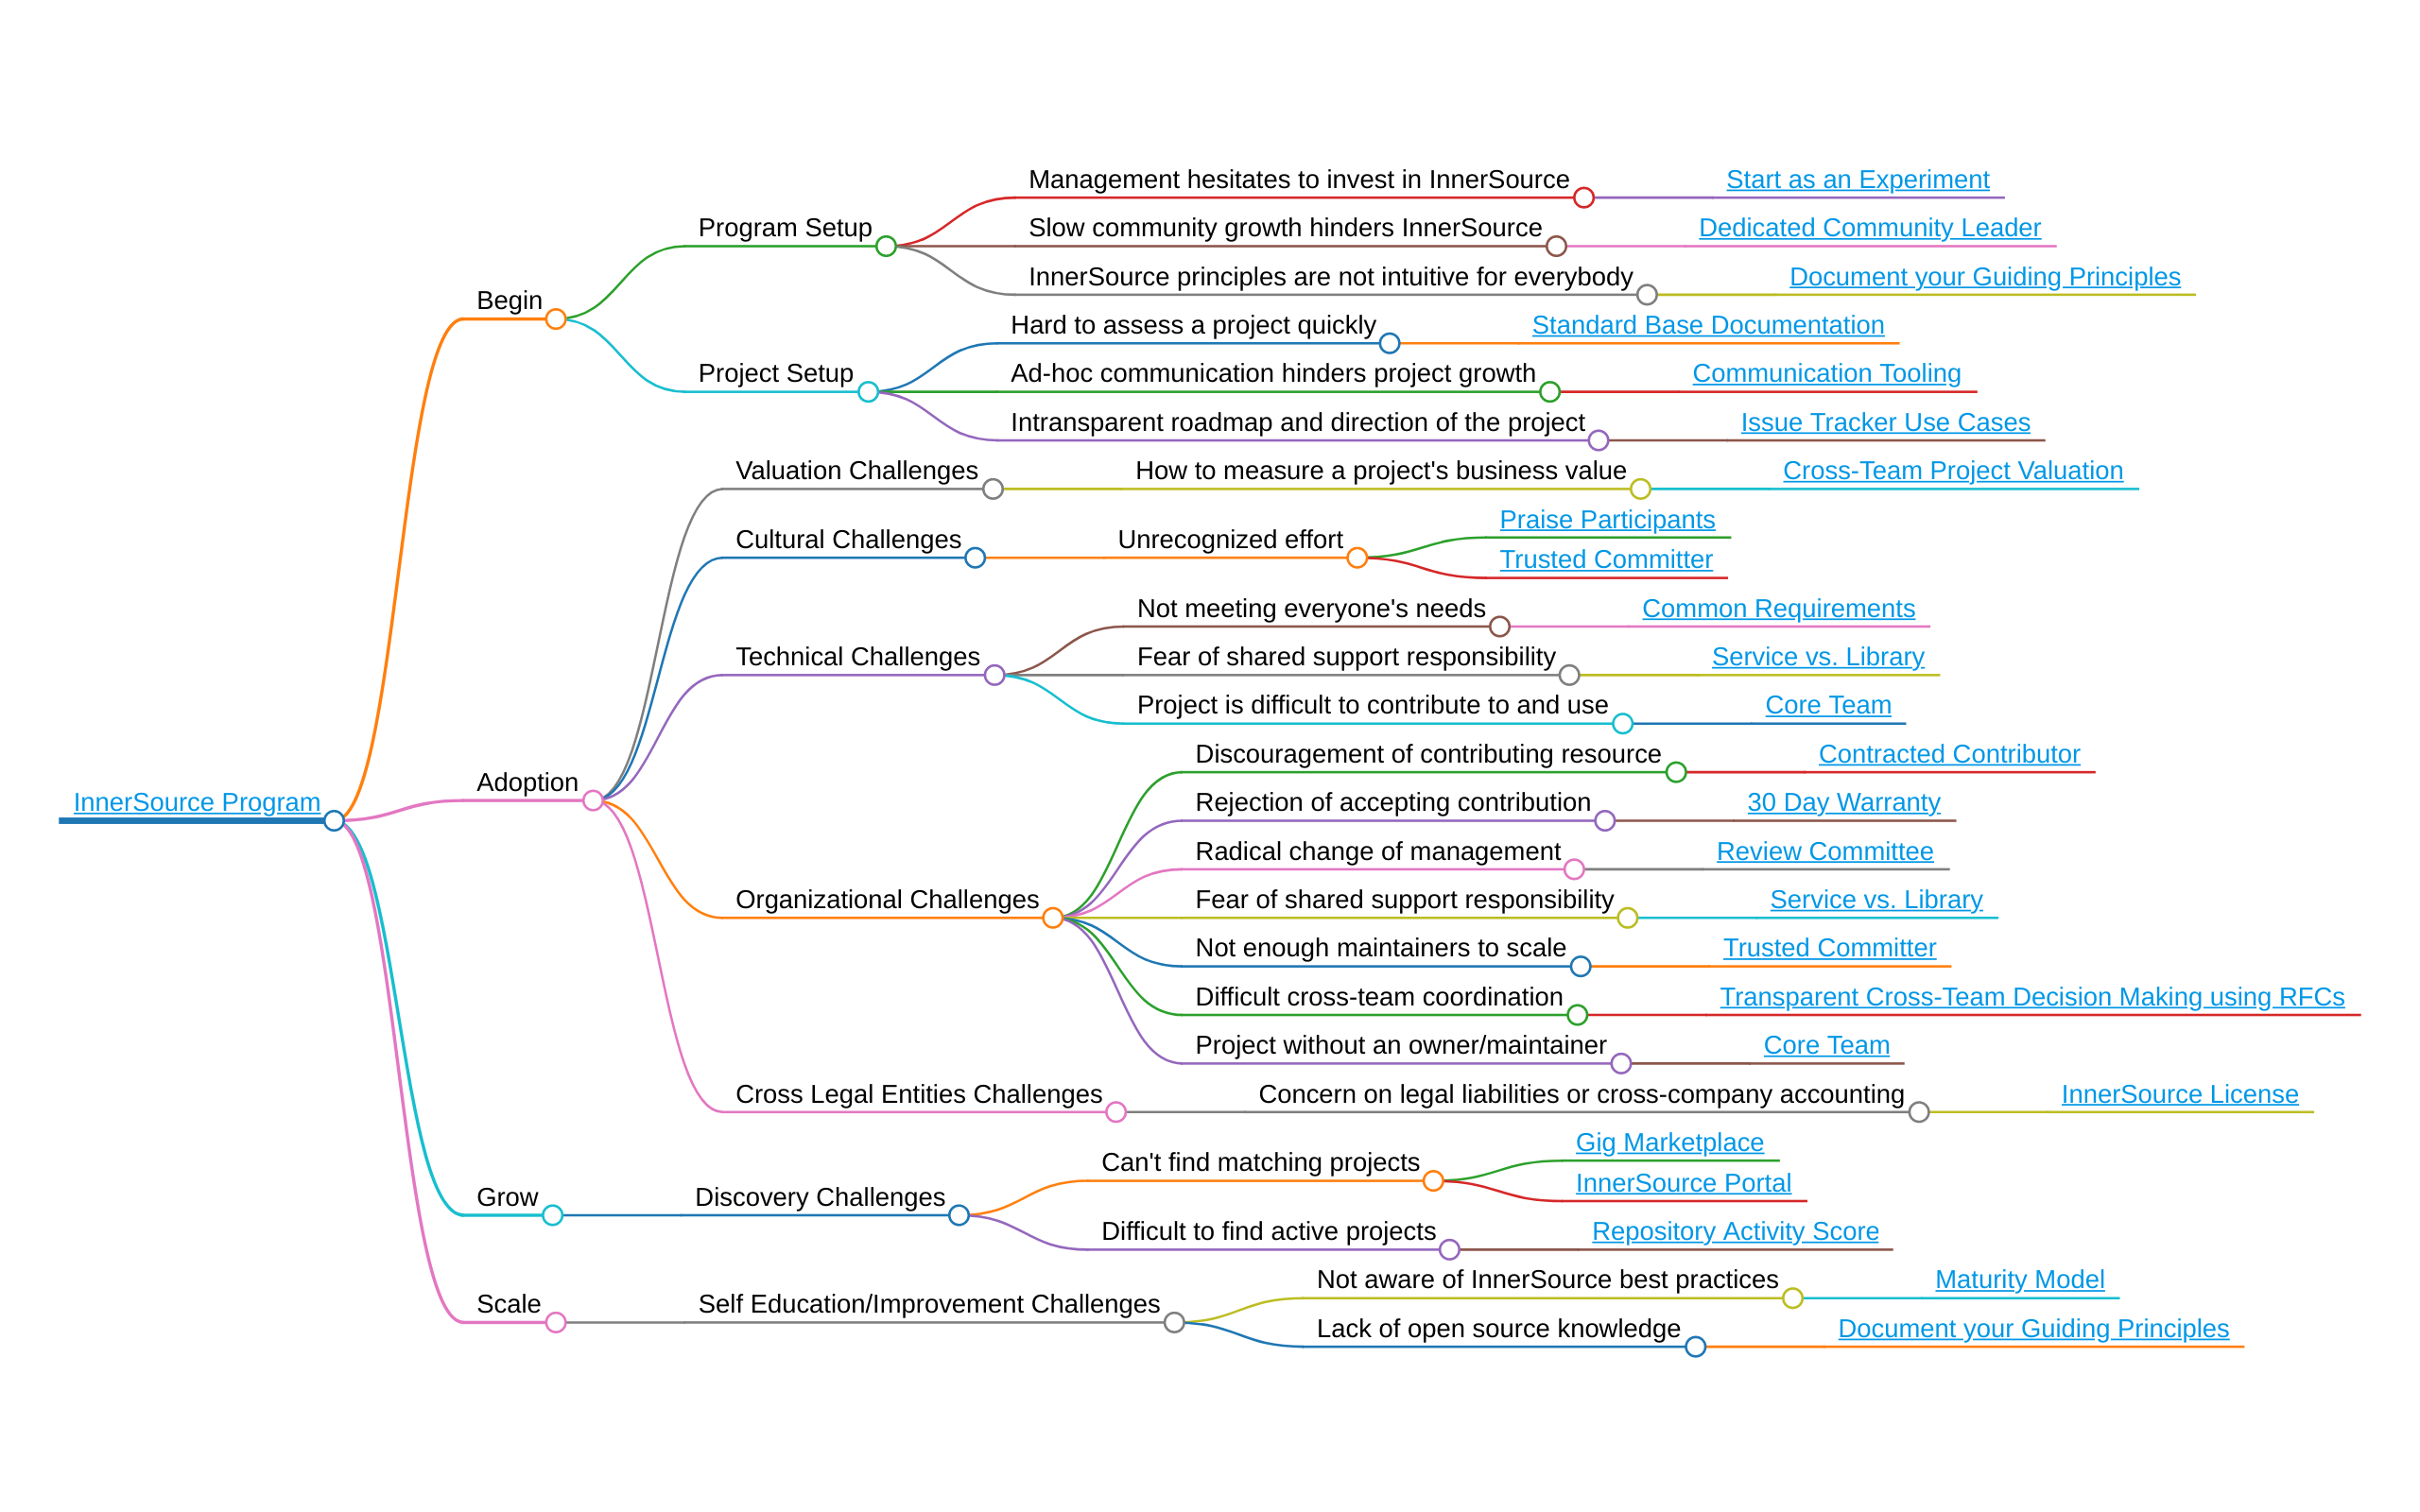 Management hesitates to invest in InnerSource
Start as an Experiment
Program Setup
Slow community growth hinders InnerSource
Dedicated Community Leader
InnerSource principles are not intuitive for everybody
Document your Guiding Principles
Begin
Hard to assess a project quickly
Standard Base Documentation
Project Setup
Ad-hoc communication hinders project growth
Communication Tooling
Intransparent roadmap and direction of the project
Issue Tracker Use Cases
Valuation Challenges
How to measure a project's business value
Cross-Team Project Valuation
Praise Participants
Cultural Challenges
Unrecognized effort
Trusted Committer
Not meeting everyone's needs
Common Requirements
Technical Challenges
Fear of shared support responsibility
Service vs. Library
Project is difficult to contribute to and use
Core Team
Discouragement of contributing resource
Contracted Contributor
Adoption
InnerSource Program
Rejection of accepting contribution
30 Day Warranty
Radical change of management
Review Committee
Organizational Challenges
Fear of shared support responsibility
Service vs. Library
Not enough maintainers to scale
Trusted Committer
Difficult cross-team coordination
Transparent Cross-Team Decision Making using RFCs
Project without an owner/maintainer
Core Team
Cross Legal Entities Challenges
Concern on legal liabilities or cross-company accounting
InnerSource License
Gig Marketplace
Can't find matching projects
InnerSource Portal
Grow
Discovery Challenges
Difficult to find active projects
Repository Activity Score
Not aware of InnerSource best practices
Maturity Model
Scale
Self Education/Improvement Challenges
Lack of open source knowledge
Document your Guiding Principles